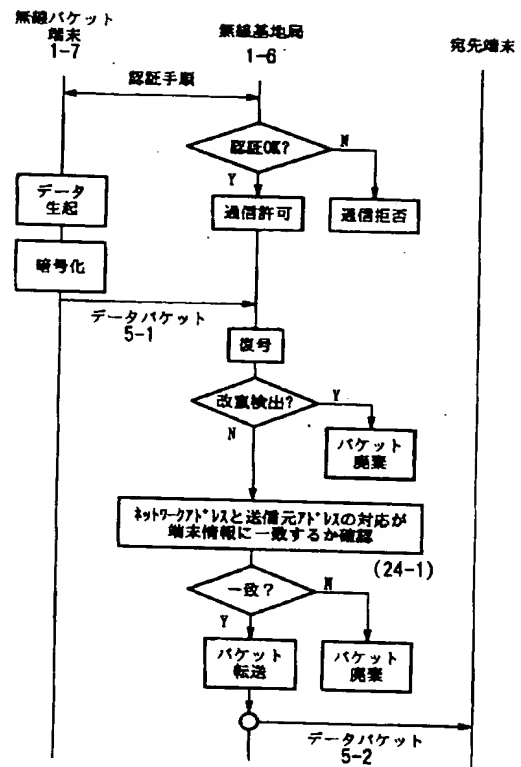 無線パケット
端末
1-7
無線基地局
1-6
宛先端末
認証手順
認証OK?
N
Y
データ
生起
通信許可
通信拒否
暗号化
データパケット
5-1
復号
改竄検出?
Y
N
パケット
廃棄
ネットワークアドレスと送信元アドレスの対応が
端末情報に一致するか確認
(24-1)
一致?
N
Y
パケット
転送
パケット
廃棄
データパケット
5-2